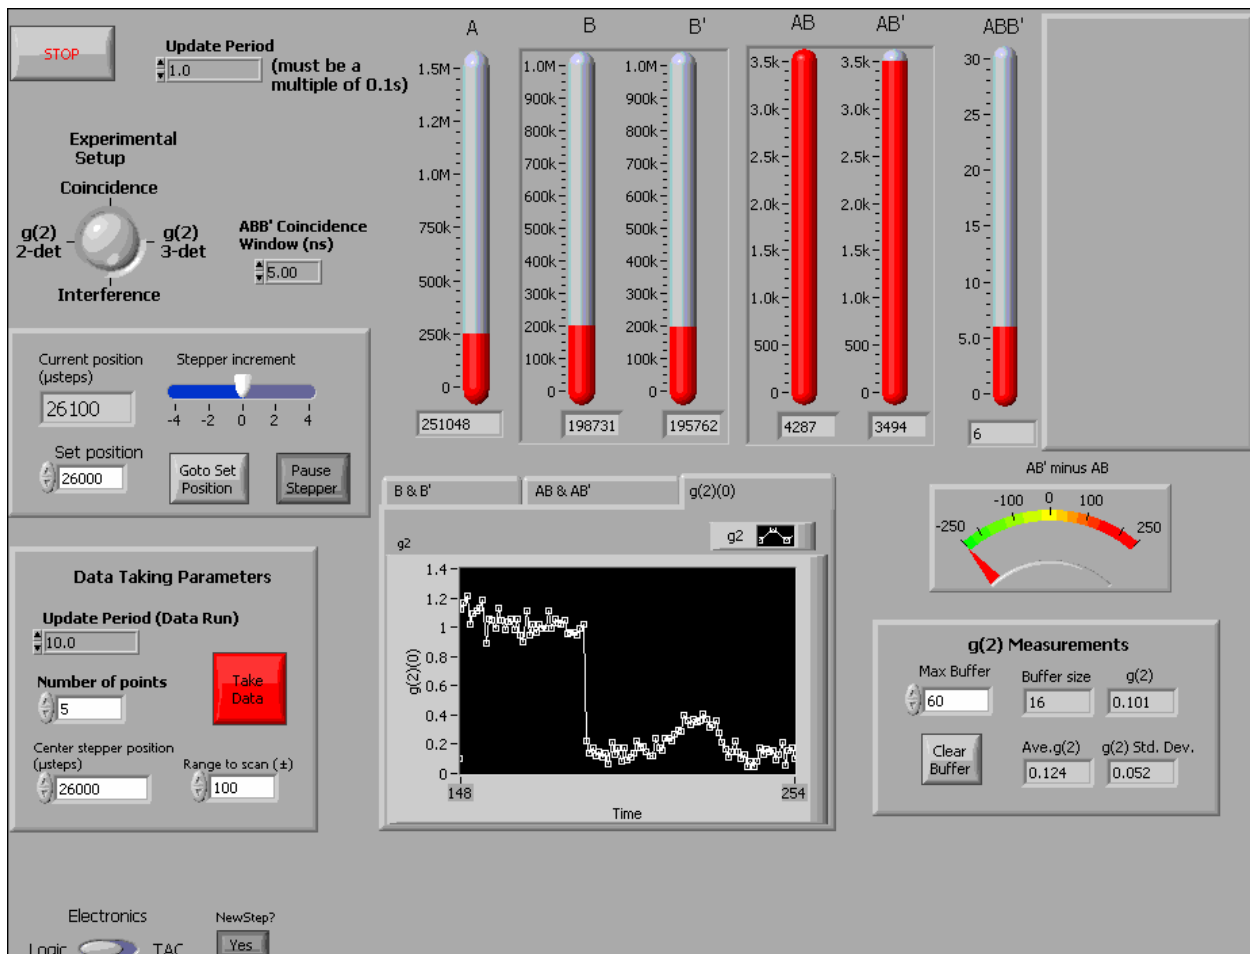 STOP
Update Period
1.0
(must be a
multiple of 0.1s)
Experimental
Setup
Coincidence
g(2)
2-det
g(2)
3-det
Interference
ABB' Coincidence
Window (ns)
5.00
A
1.5M
1.2M
1.0M
750k
500k
250k
0
251048
B
1.0M
900k
800k
700k
600k
500k
400k
300k
200k
100k
0
198731
B'
1.0M
900k
800k
700k
600k
500k
400k
300k
200k
100k
0
195762
AB
3.5k
3.0k
2.5k
2.0k
1.5k
1.0k
500
0
4287
AB'
3.5k
3.0k
2.5k
2.0k
1.5k
1.0k
500
0
3494
ABB'
30
25
20
15
10
5.0
0
6
Current position
(µsteps)
26100
Stepper increment
-4 -2 0 2 4
Set position
26000
Goto Set
Position
Pause
Stepper
Data Taking Parameters
Update Period (Data Run)
10.0
Number of points
5
Take
Data
Center stepper position
(µsteps)
26000
Range to scan (±)
100
B & B'
AB & AB'
g(2)(0)
g2
g2
g(2)(0)
1.4
1.2
1
0.8
0.6
0.4
0.2
0
148
254
Time
AB' minus AB
-250 -100 0 100 250
g(2) Measurements
Max Buffer
60
Buffer size
16
g(2)
0.101
Clear
Buffer
Ave.g(2)
0.124
g(2) Std. Dev.
0.052
Electronics
Logic
TAC
NewStep?
Yes